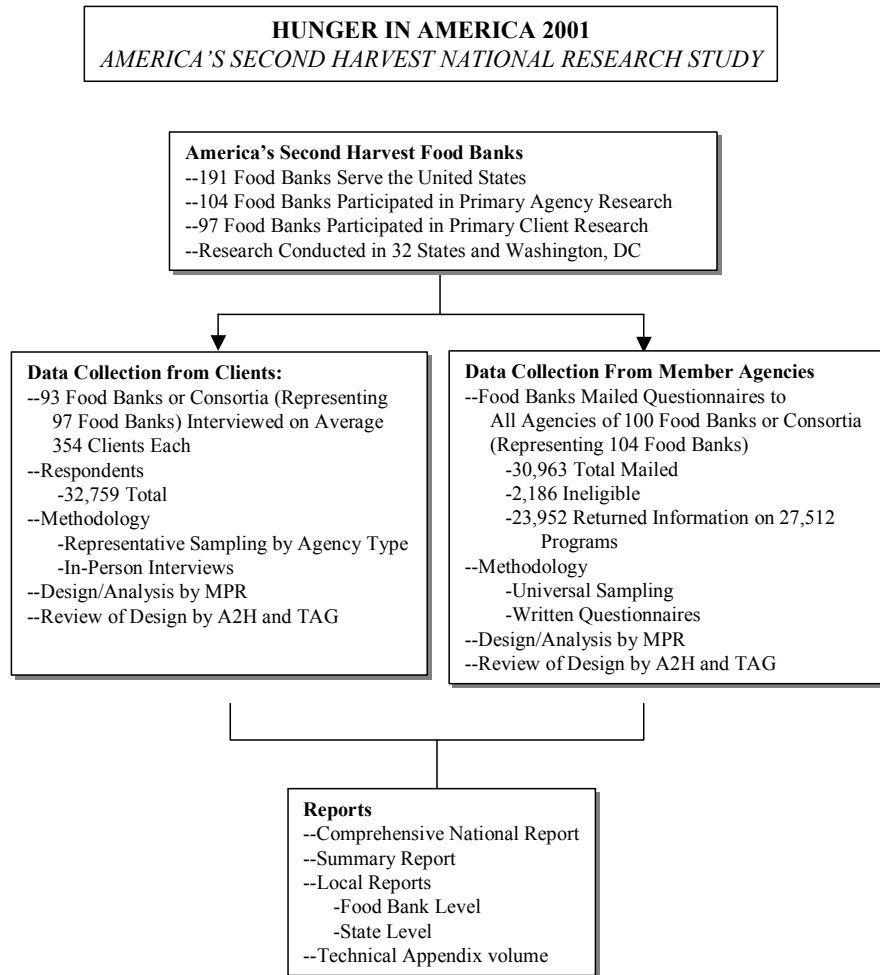 HUNGER IN AMERICA 2001
AMERICA'S SECOND HARVEST NATIONAL RESEARCH STUDY
America's Second Harvest Food Banks
--191 Food Banks Serve the United States
--104 Food Banks Participated in Primary Agency Research
--97 Food Banks Participated in Primary Client Research
--Research Conducted in 32 States and Washington, DC
Data Collection from Clients:
--93 Food Banks or Consortia (Representing
97 Food Banks) Interviewed on Average
354 Clients Each
--Respondents
-32,759 Total
--Methodology
-Representative Sampling by Agency Type
-In-Person Interviews
--Design/Analysis by MPR
--Review of Design by A2H and TAG
Data Collection From Member Agencies
--Food Banks Mailed Questionnaires to
All Agencies of 100 Food Banks or Consortia
(Representing 104 Food Banks)
-30,963 Total Mailed
-2,186 Ineligible
-23,952 Returned Information on 27,512
Programs
--Methodology
-Universal Sampling
-Written Questionnaires
--Design/Analysis by MPR
--Review of Design by A2H and TAG
Reports
--Comprehensive National Report
--Summary Report
--Local Reports
-Food Bank Level
-State Level
--Technical Appendix volume